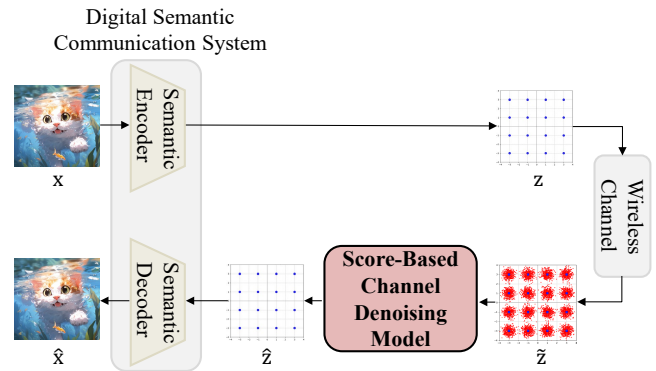 Digital Semantic
Communication System
Semantic
Encoder
x
z
Wireless
Channel
Semantic
Decoder
Score-Based
Channel
Denoising
Model
x̂
ẑ
z̃